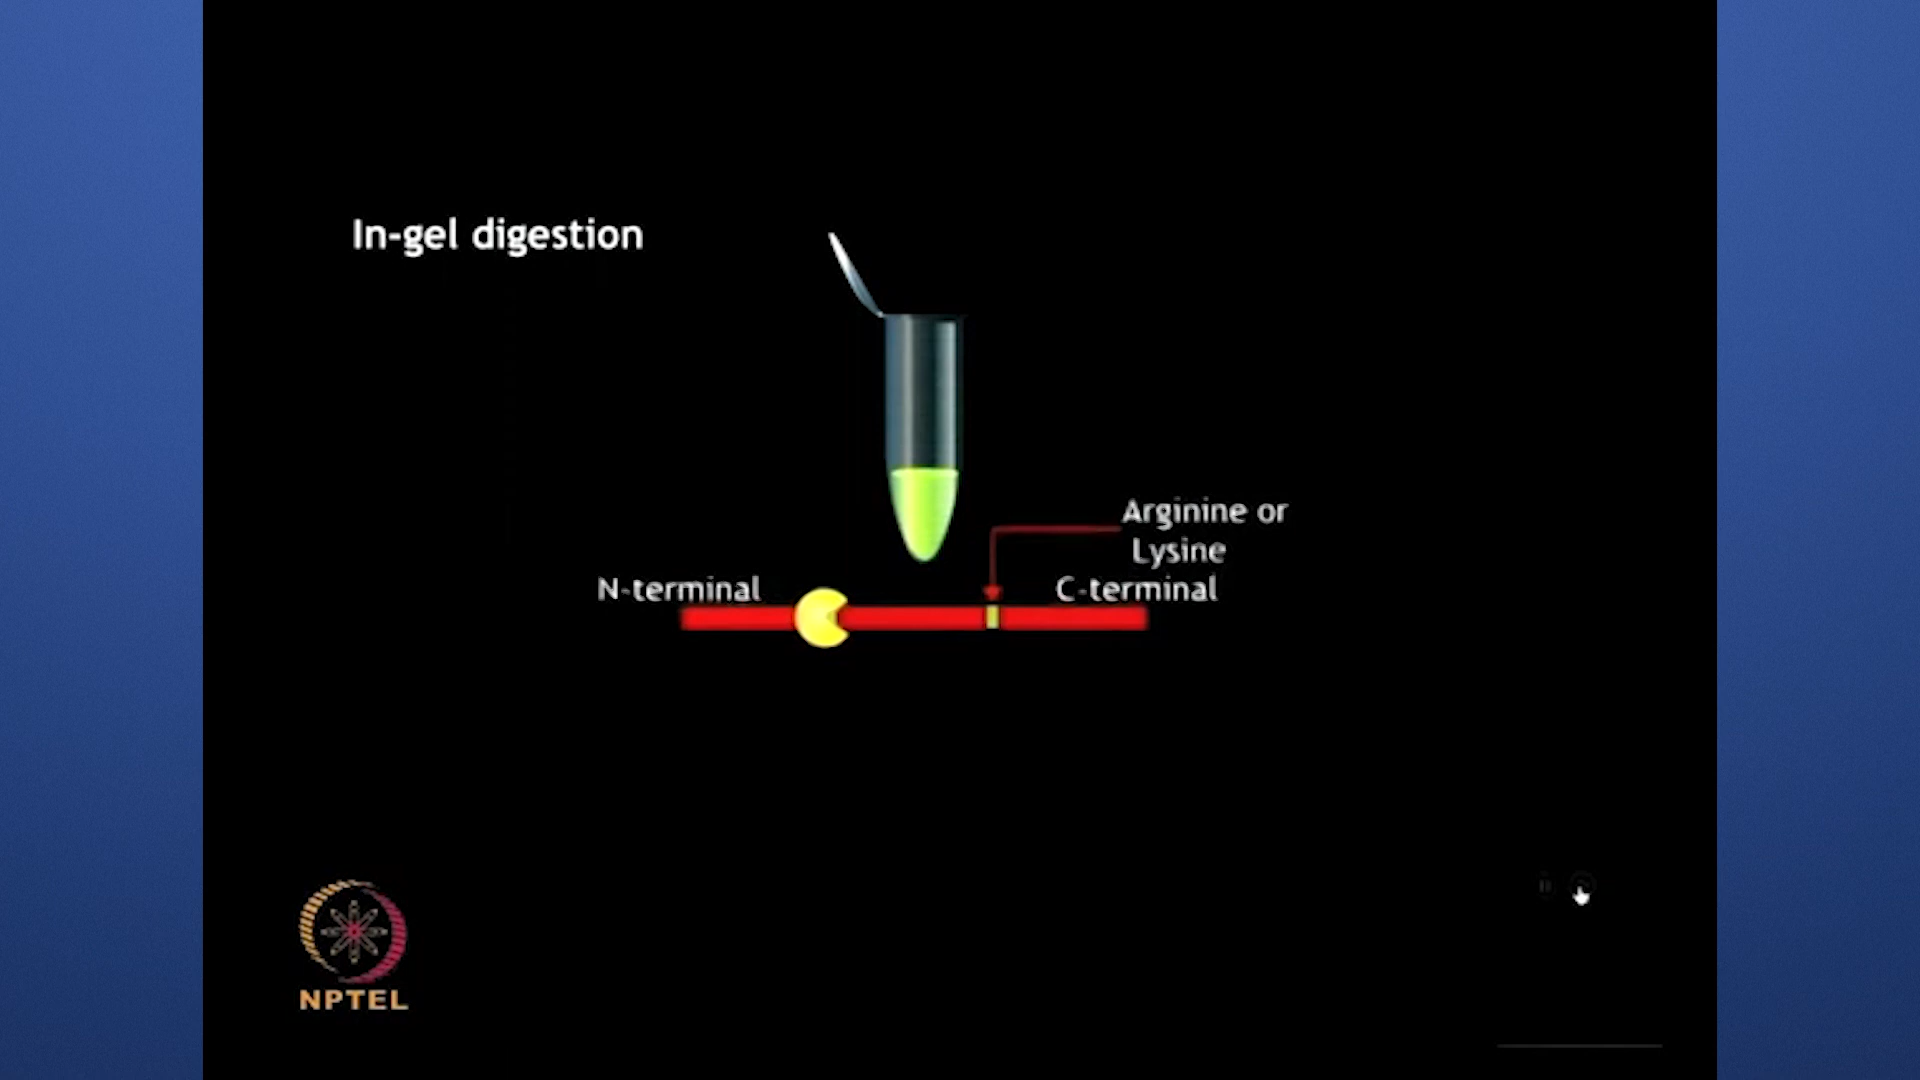 In-gel digestion
Arginine or
Lysine
N-terminal
C-terminal
NPTEL